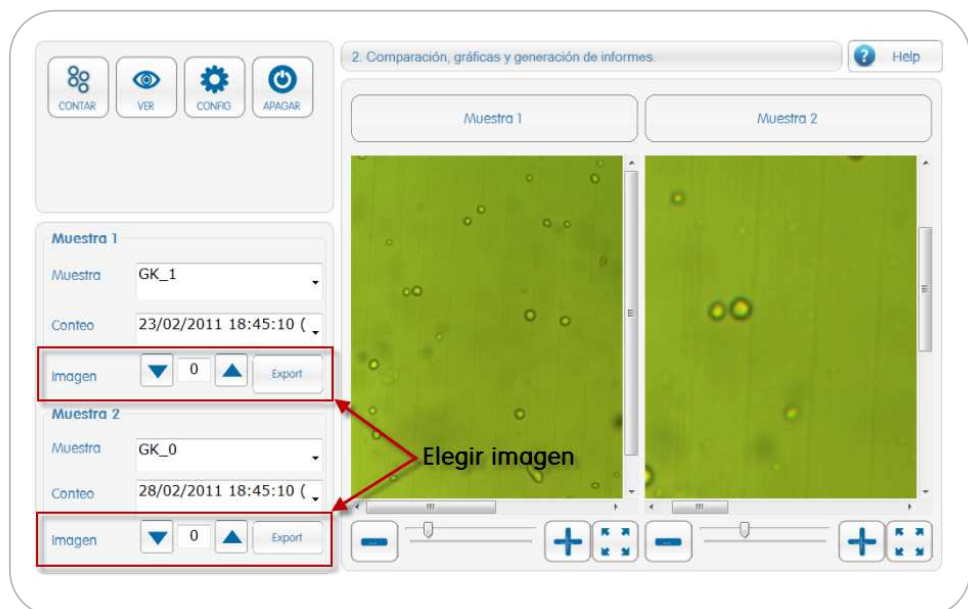 2. Comparación, gráficas y generación de informes.
Help
CONTAR
VER
CONFIG
APAGAR
Muestra 1
Muestra 2
Muestra 1
Muestra
GK_1
Conteo
23/02/2011 18:45:10 (
Imagen
0
Export
Muestra 2
Muestra
GK_0
Conteo
28/02/2011 18:45:10 (
Imagen
0
Export
Elegir imagen